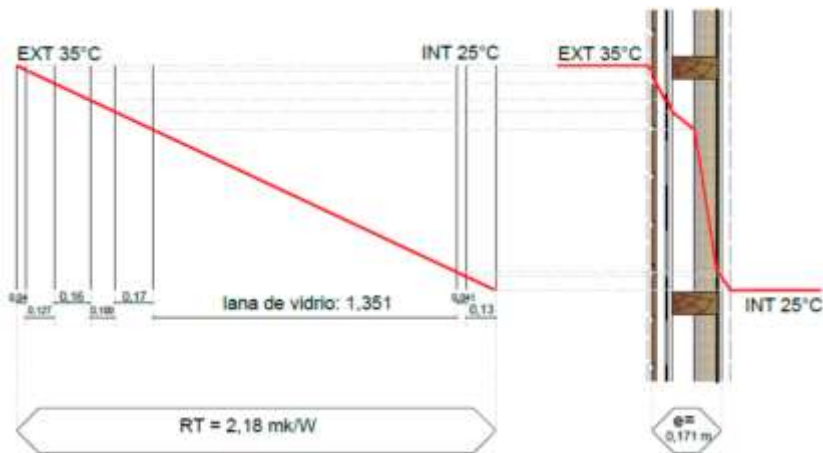 EXT 35°C
INT 25°C
EXT 35°C
0,16
0,17
lana de vidrio: 1,351
0,127
0,13
INT 25°C
RT = 2,18 mk/W
e=
0,171 m